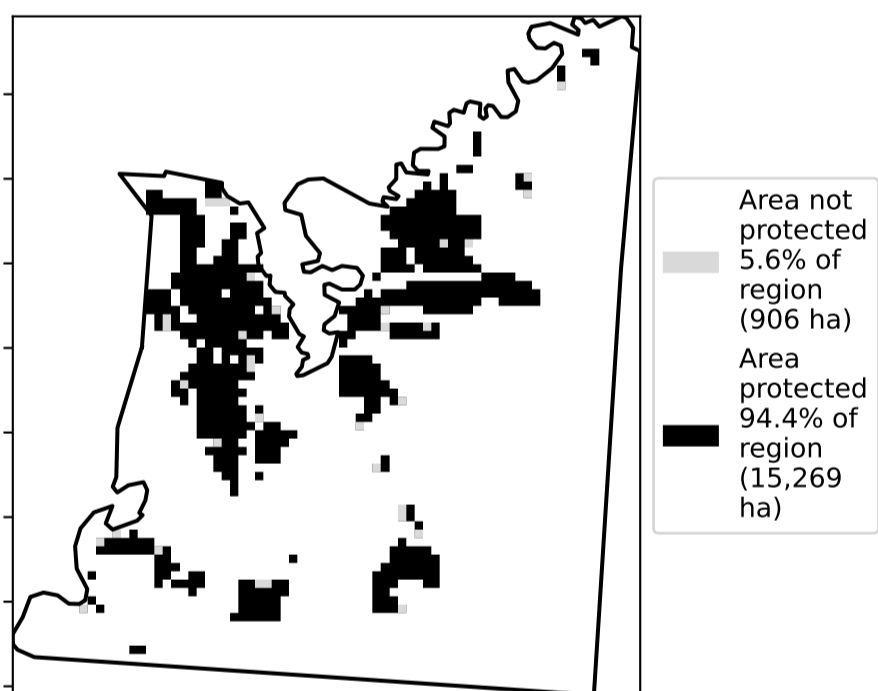 Area not
protected
5.6% of
region
(906 ha)
Area
protected
94.4% of
region
(15,269
ha)